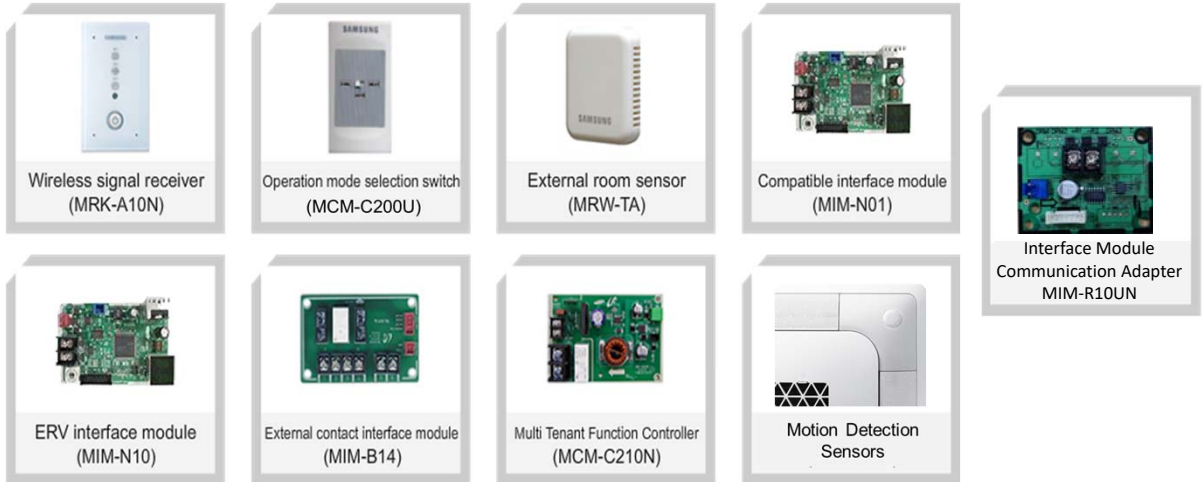 SAMSUNG
SAMSUNG
Wireless signal receiver
(MRK-A10N)
Operation mode selection switch
(MCM-C200U)
External room sensor
(MRW-TA)
Compatible interface module
(MIM-N01)
Interface Module
Communication Adapter
MIM-R10UN
ERV interface module
(MIM-N10)
External contact interface module
(MIM-B14)
Multi Tenant Function Controller
(MCM-C210N)
Motion Detection
Sensors